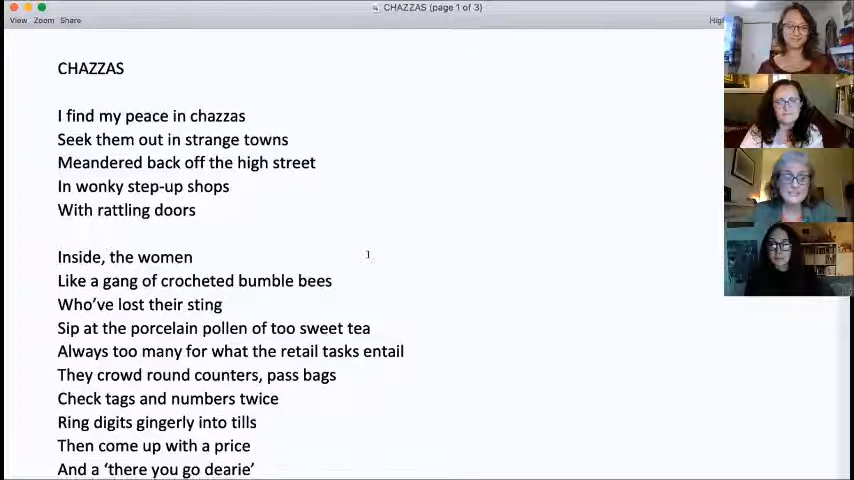 CHAZZAS (page 1 of 3)
View Zoom Share
High
CHAZZAS
I find my peace in chazzas
Seek them out in strange towns
Meandered back off the high street
In wonky step-up shops
With rattling doors
Inside, the women
Like a gang of crocheted bumble bees
Who’ve lost their sting
Sip at the porcelain pollen of too sweet tea
Always too many for what the retail tasks entail
They crowd round counters, pass bags
Check tags and numbers twice
Ring digits gingerly into tills
Then come up with a price
And a ‘there you go dearie’